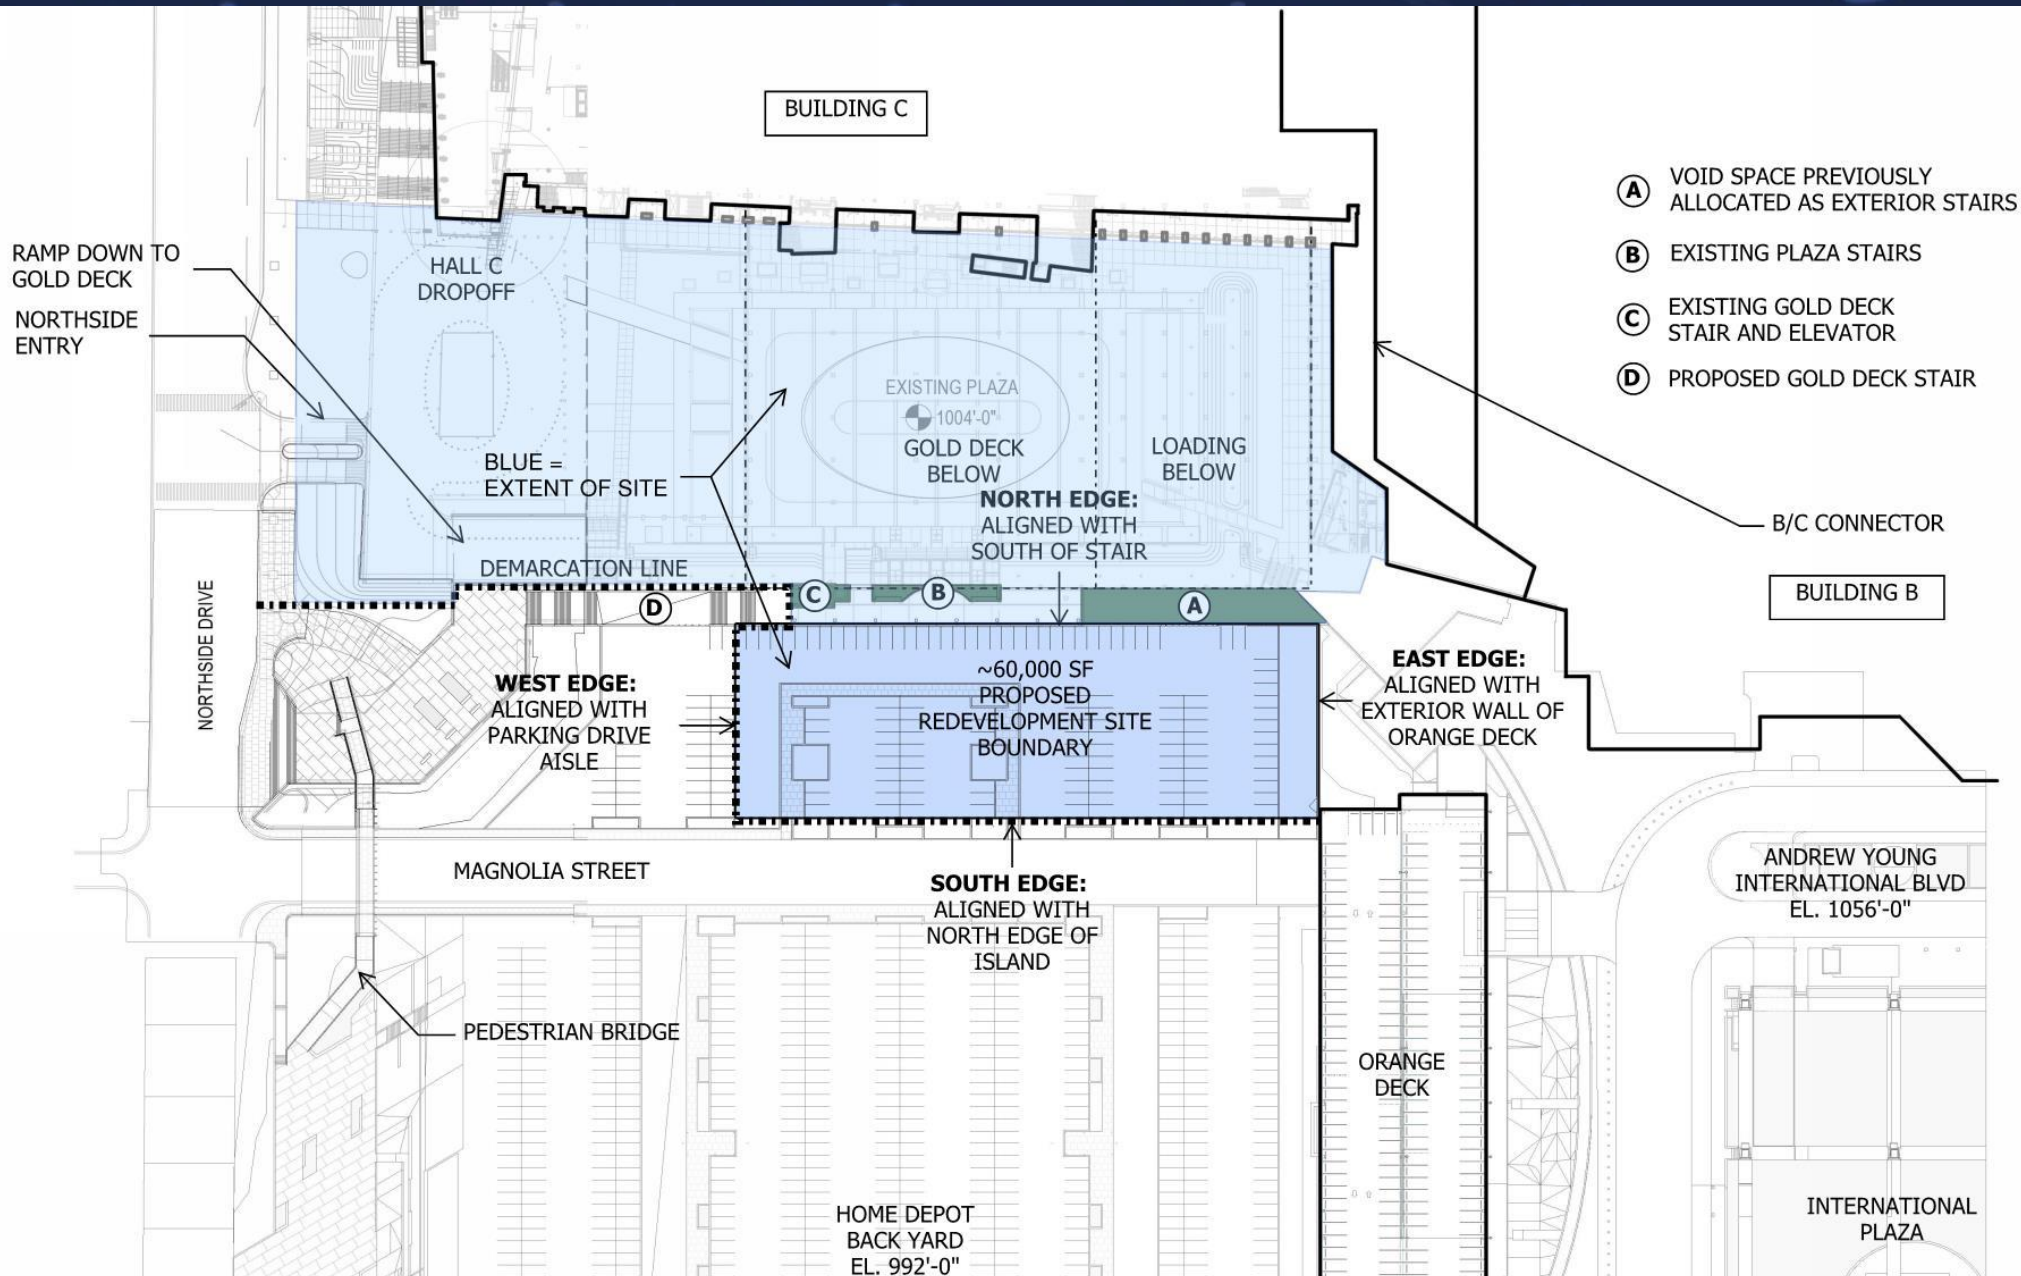 BUILDING C
A VOID SPACE PREVIOUSLY
ALLOCATED AS EXTERIOR STAIRS
B EXISTING PLAZA STAIRS
C EXISTING GOLD DECK
STAIR AND ELEVATOR
D PROPOSED GOLD DECK STAIR
RAMP DOWN TO
GOLD DECK
NORTHSIDE
ENTRY
HALL C
DROPOFF
EXISTING PLAZA
1004'-0"
GOLD DECK
BELOW
LOADING
BELOW
BLUE =
EXTENT OF SITE
NORTH EDGE:
ALIGNED WITH
SOUTH OF STAIR
B/C CONNECTOR
BUILDING B
DEMARCATION LINE
D
C
B
A
NORTHSIDE DRIVE
WEST EDGE:
ALIGNED WITH
PARKING DRIVE
AISLE
~60,000 SF
PROPOSED
REDEVELOPMENT SITE
BOUNDARY
EAST EDGE:
ALIGNED WITH
EXTERIOR WALL OF
ORANGE DECK
MAGNOLIA STREET
SOUTH EDGE:
ALIGNED WITH
NORTH EDGE OF
ISLAND
ANDREW YOUNG
INTERNATIONAL BLVD
EL. 1056'-0"
PEDESTRIAN BRIDGE
ORANGE
DECK
HOME DEPOT
BACK YARD
EL. 992'-0"
INTERNATIONAL
PLAZA